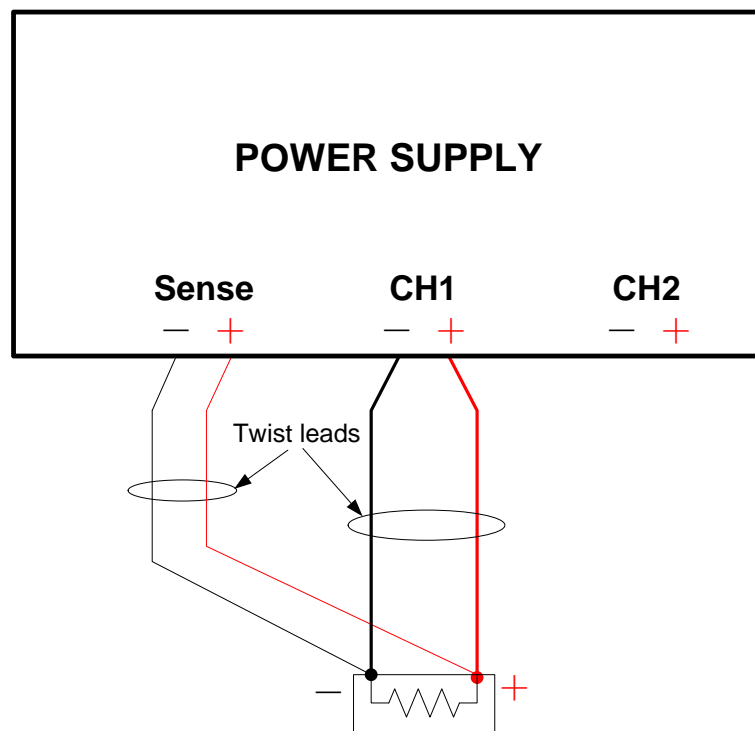 POWER SUPPLY
Sense CH1 CH2
− + − + − +
Twist leads
− +